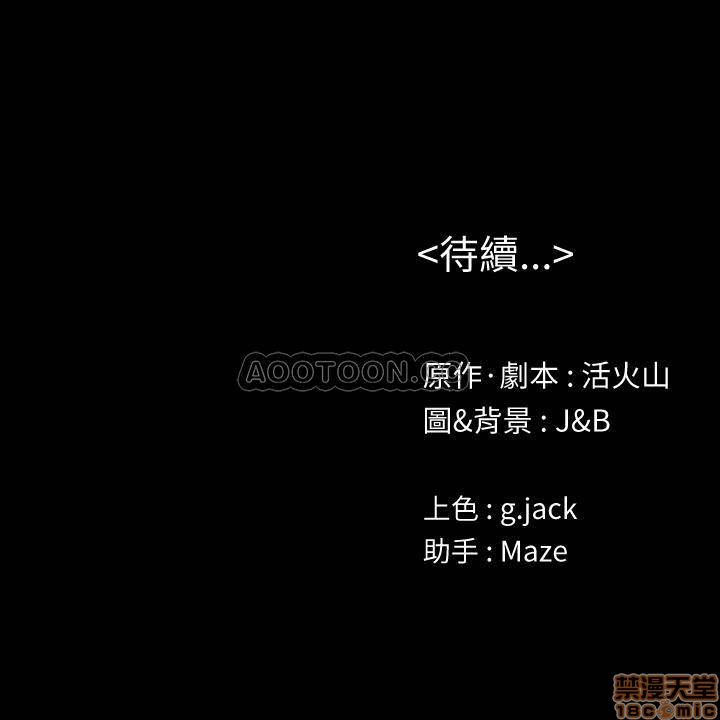 <待續...>
AOOTOON.CC
原作·劇本 : 活火山
圖&背景 : J&B
上色 : g.jack
助手 : Maze
禁漫天堂
18comic